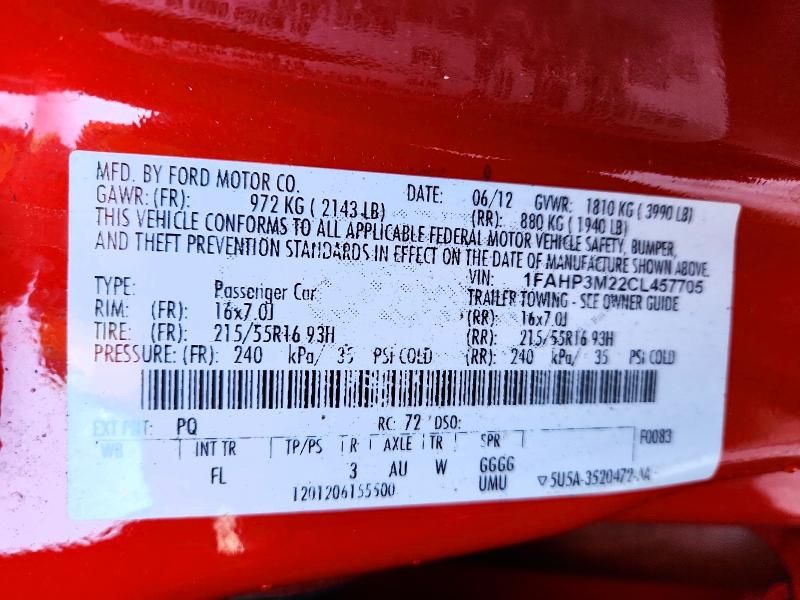 MFD. BY FORD MOTOR CO. DATE: 06/12 GVWR: 1810 KG ( 3990 LB)
GAWR: (FR): 972 KG ( 2143 LB) (RR): 880 KG ( 1940 LB)
THIS VEHICLE CONFORMS TO ALL APPLICABLE FEDERAL MOTOR VEHICLE SAFETY, BUMPER,
AND THEFT PREVENTION STANDARDS IN EFFECT ON THE DATE OF MANUFACTURE SHOWN ABOVE.
VIN: 1FAHP3M22CL457705
TYPE: Passenger Car TRAILER TOWING - SEE OWNER GUIDE
RIM: (FR): 16x7.0J (RR): 16x7.0J
TIRE: (FR): 215/55R16 93H (RR): 215/55R16 93H
PRESSURE: (FR): 240 kPa/ 35 PSI COLD (RR): 240 kPa/ 35 PSI COLD
EXT PNT: PQ RC: 72 DSO: F0083
WB INT TR TP/PS R AXLE TR SPR
FL 3 AU W GGGG
1201206155500 UMU 5U5A-3520472-AA